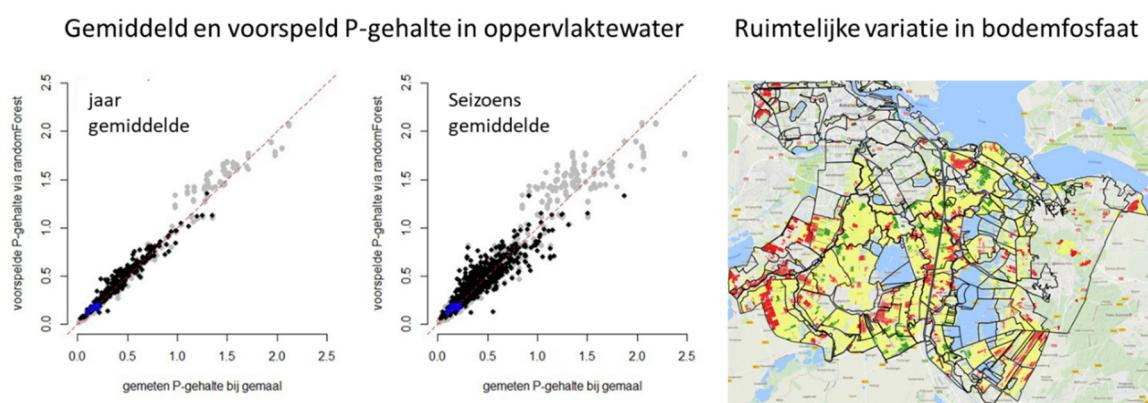 Gemiddeld en voorspeld P-gehalte in oppervlaktewater
Ruimtelijke variatie in bodemfosfaat
jaar
gemiddelde
voorspelde P-gehalte via randomForest
0.0 0.5 1.0 1.5 2.0 2.5
0.0 0.5 1.0 1.5 2.0 2.5
gemeten P-gehalte bij gemaal
Seizoens
gemiddelde
voorspelde P-gehalte via randomForest
0.0 0.5 1.0 1.5 2.0 2.5
0.0 0.5 1.0 1.5 2.0 2.5
gemeten P-gehalte bij gemaal